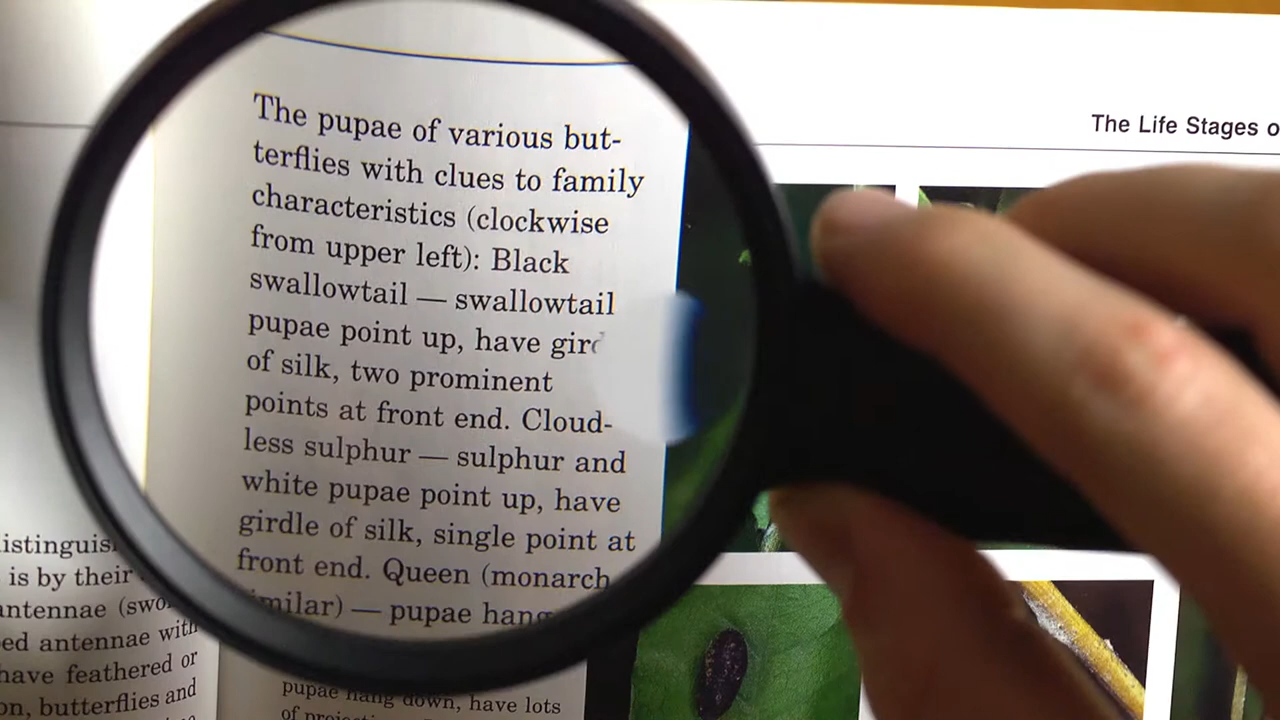 The Life Stages o
The pupae of various but-
terflies with clues to family
characteristics (clockwise
from upper left): Black
swallowtail — swallowtail
pupae point up, have gird
of silk, two prominent
points at front end. Cloud-
less sulphur — sulphur and
white pupae point up, have
girdle of silk, single point at
front end. Queen (monarch
milar) — pupae hang
pupae hang down, have lots
of
istinguis
is by their
antennae (swo
ed antennae with
have feathered or
on, butterflies and